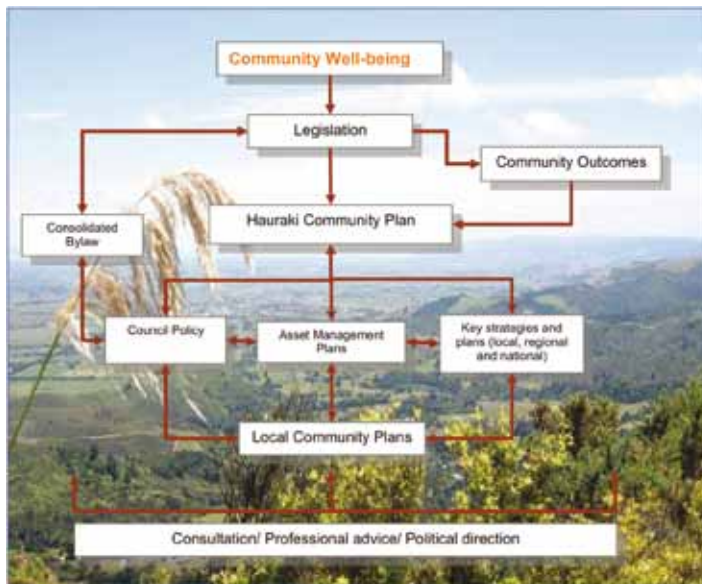 Community Well-being
Legislation
Community Outcomes
Hauraki Community Plan
Consolidated
Bylaw
Council Policy
Asset Management
Plans
Key strategies and
plans (local, regional
and national)
Local Community Plans
Consultation/ Professional advice/ Political direction